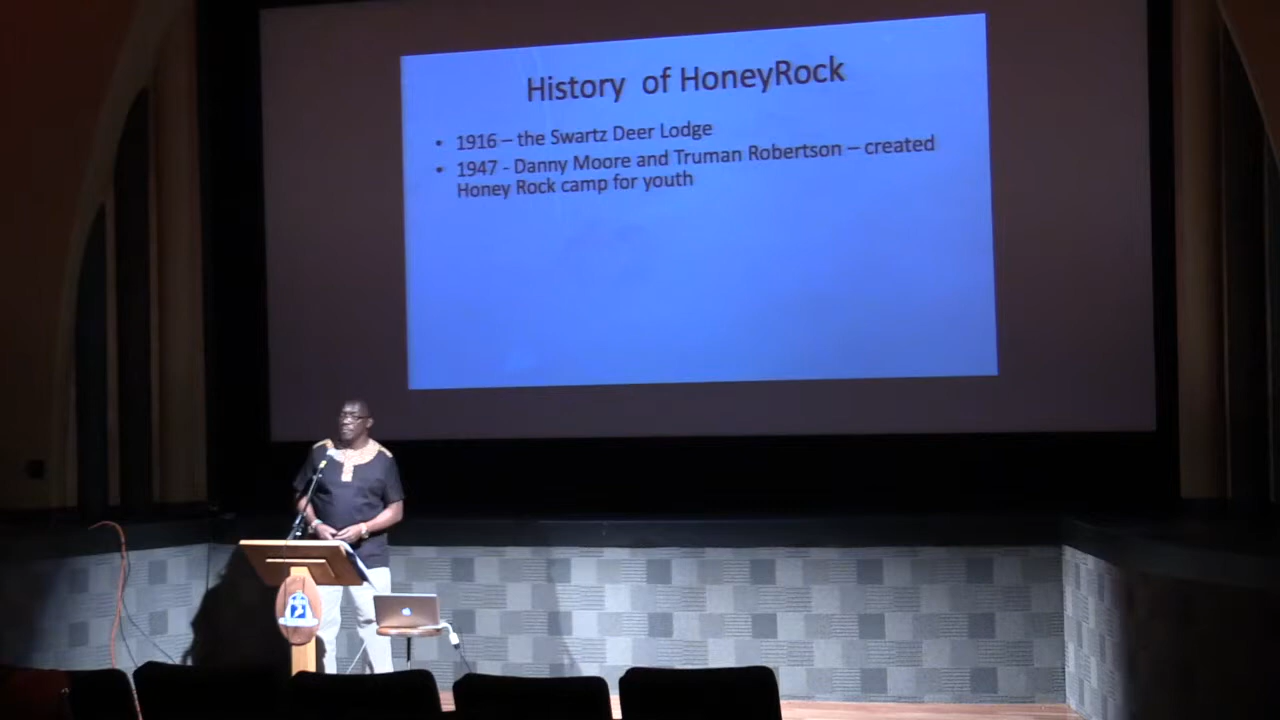 History of HoneyRock
• 1916 – the Swartz Deer Lodge
• 1947 - Danny Moore and Truman Robertson – created
Honey Rock camp for youth